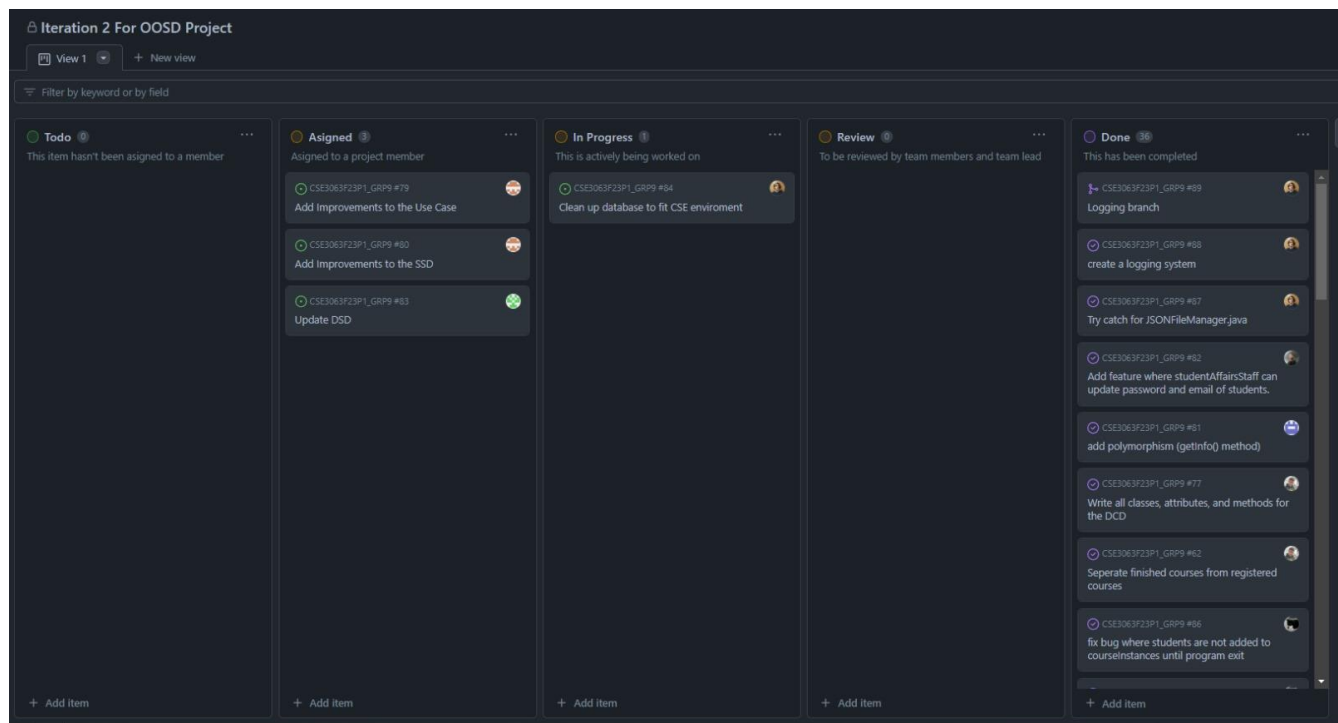 Iteration 2 For OOSD Project
View 1
+ New view
Filter by keyword or by field
Todo 0
This item hasn't been asigned to a member
+ Add item
Asigned 3
Asigned to a project member
CSE3063F23P1_GRP9 #79
Add Improvements to the Use Case
CSE3063F23P1_GRP9 #80
Add Improvements to the SSD
CSE3063F23P1_GRP9 #83
Update DSD
+ Add item
In Progress 1
This is actively being worked on
CSE3063F23P1_GRP9 #84
Clean up database to fit CSE enviroment
+ Add item
Review 0
To be reviewed by team members and team lead
+ Add item
Done 36
This has been completed
CSE3063F23P1_GRP9 #89
Logging branch
CSE3063F23P1_GRP9 #88
create a logging system
CSE3063F23P1_GRP9 #87
Try catch for JSONFileManager.java
CSE3063F23P1_GRP9 #82
Add feature where studentAffairsStaff can
update password and email of students.
CSE3063F23P1_GRP9 #81
add polymorphism (getInfo() method)
CSE3063F23P1_GRP9 #77
Write all classes, attributes, and methods for
the DCD
CSE3063F23P1_GRP9 #62
Seperate finished courses from registered
courses
CSE3063F23P1_GRP9 #86
fix bug where students are not added to
courseInstances until program exit
+ Add item